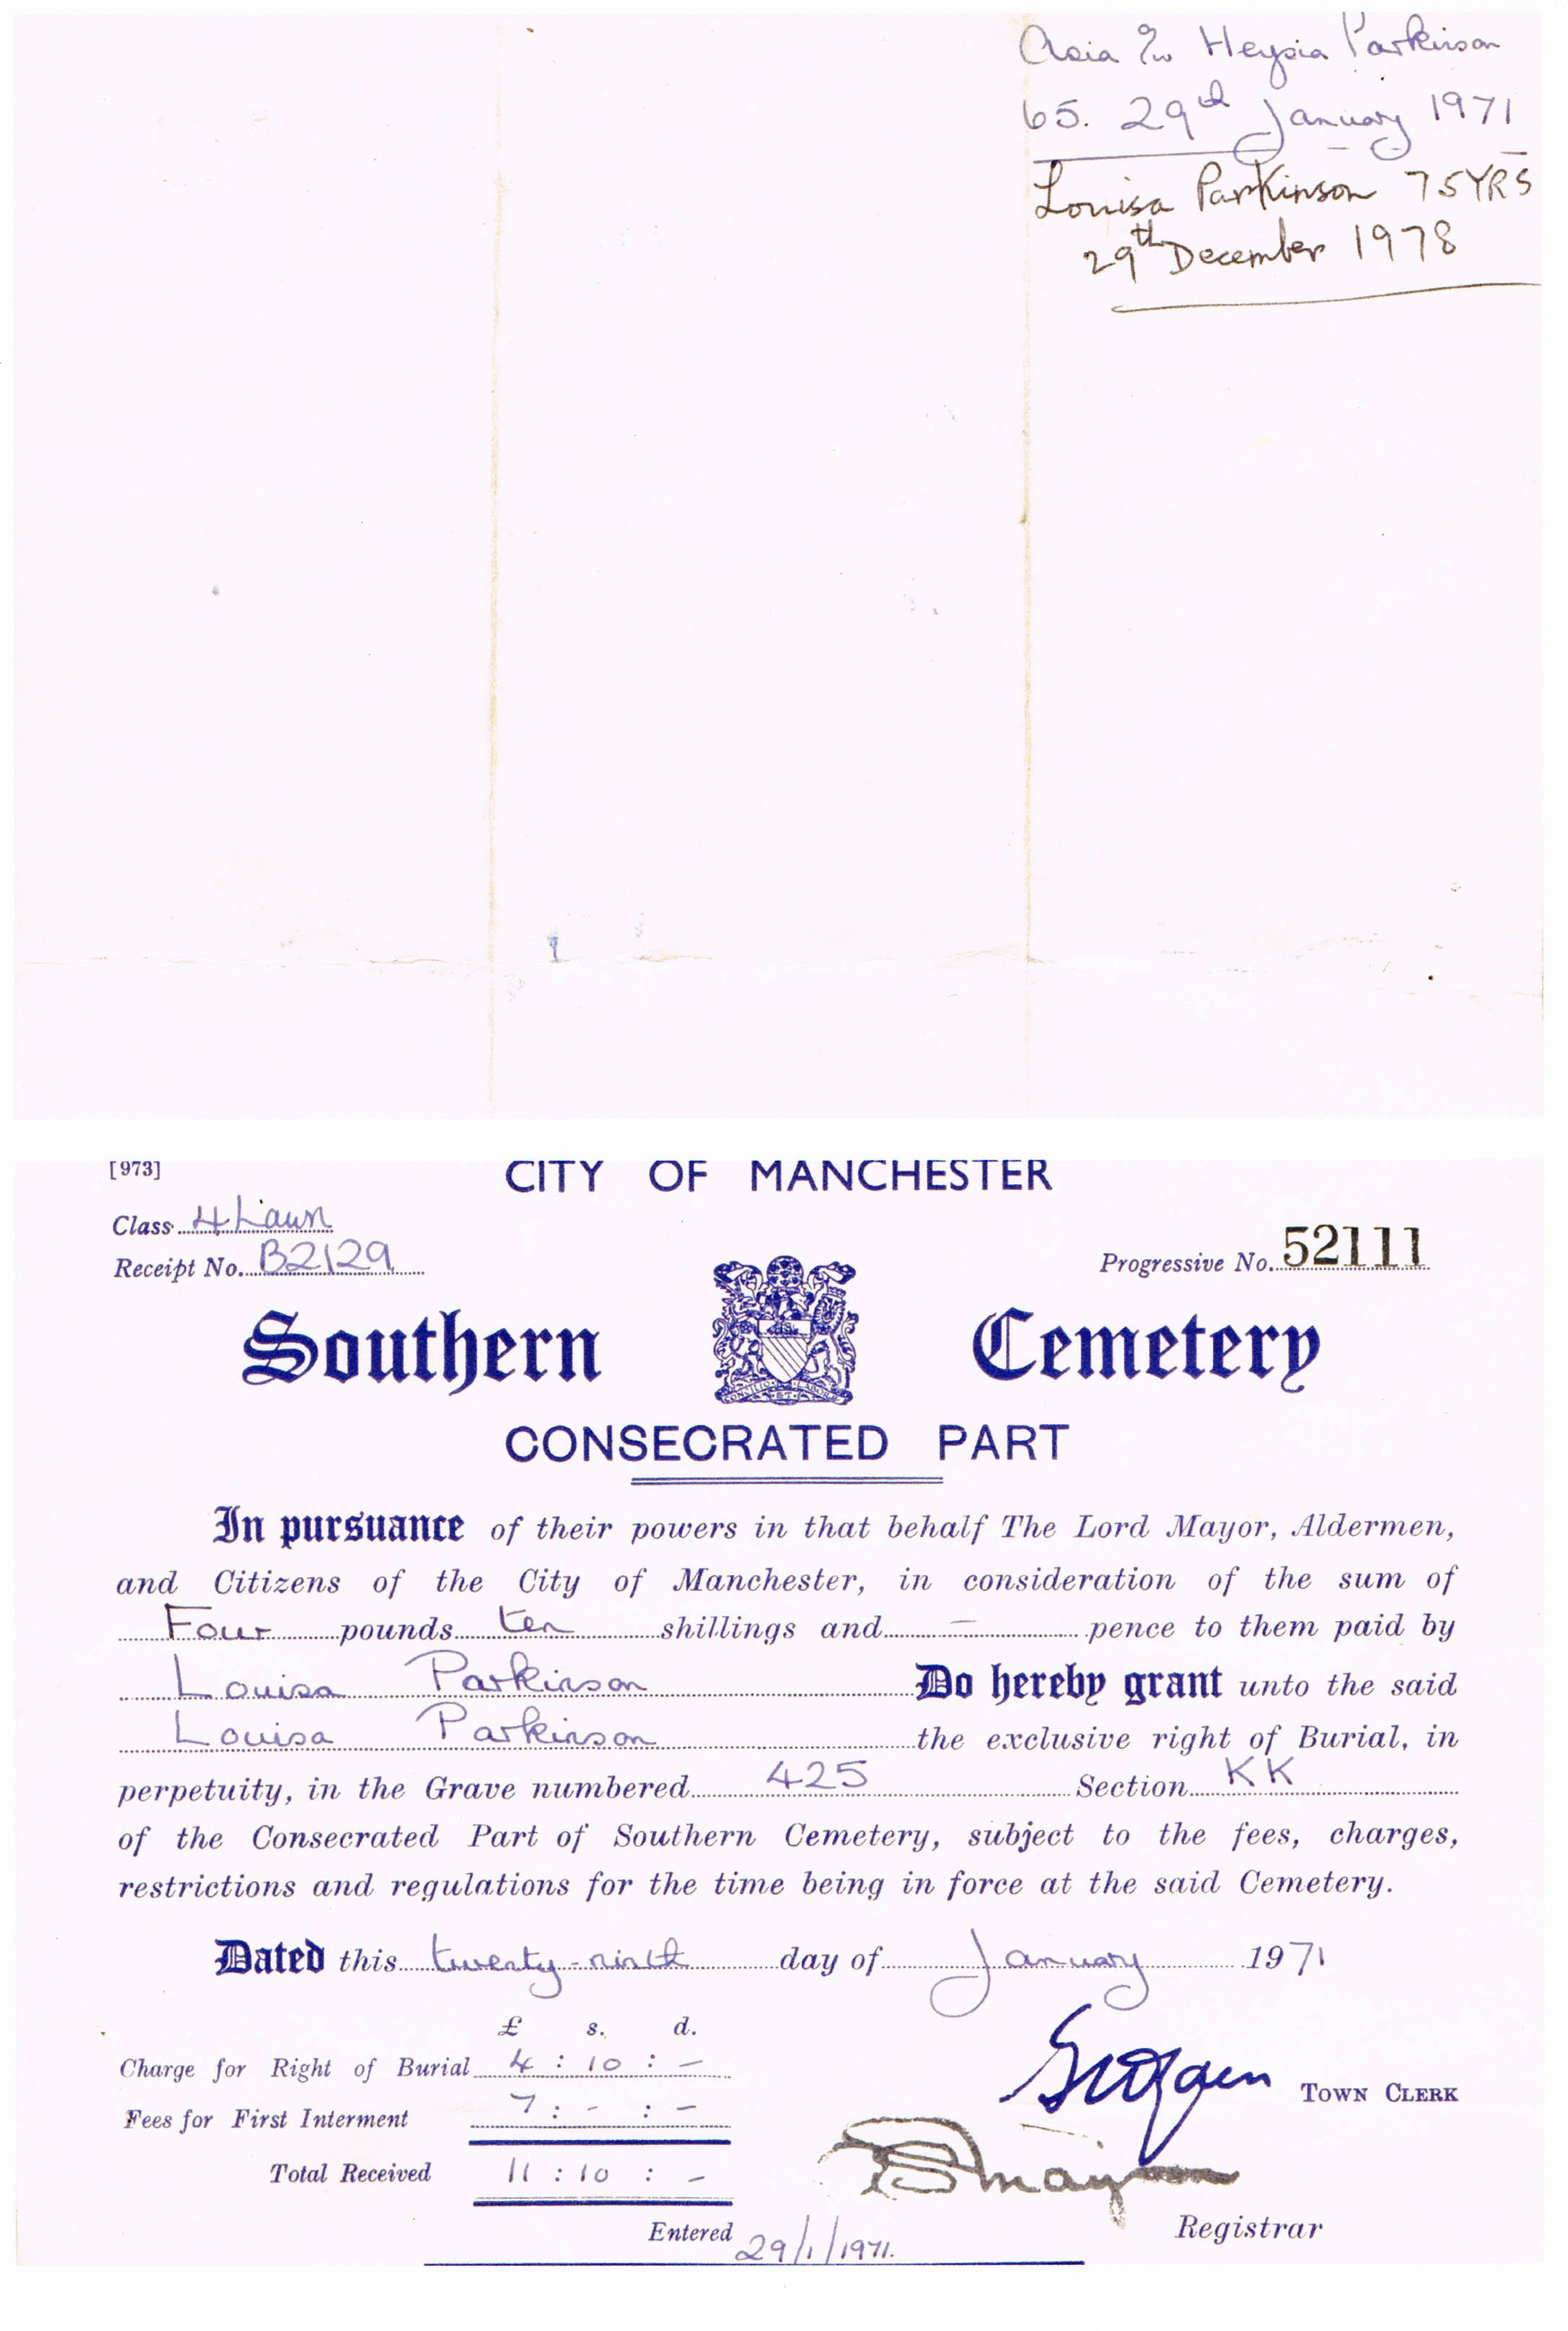 Asia Heysia Parkinson
65. 29th January 1971
Louisa Parkinson 75YRS
29th December 1978
[973]
CITY OF MANCHESTER
Class 4 Lawn
Receipt No. B2129
Progressive No. 52111
Southern Cemetery
CONSECRATED PART
In pursuance of their powers in that behalf The Lord Mayor, Aldermen,
and Citizens of the City of Manchester, in consideration of the sum of
Four pounds ten shillings and – pence to them paid by
Louisa Parkinson Do hereby grant unto the said
Louisa Parkinson the exclusive right of Burial, in
perpetuity, in the Grave numbered 425 Section KK
of the Consecrated Part of Southern Cemetery, subject to the fees, charges,
restrictions and regulations for the time being in force at the said Cemetery.
Dated this twenty-ninth day of January 1971
£ s. d.
Charge for Right of Burial 4 : 10 : –
Fees for First Interment 7 : - : –
Total Received 11 : 10 : –
TOWN CLERK
Registrar
Entered 29/1/1971.